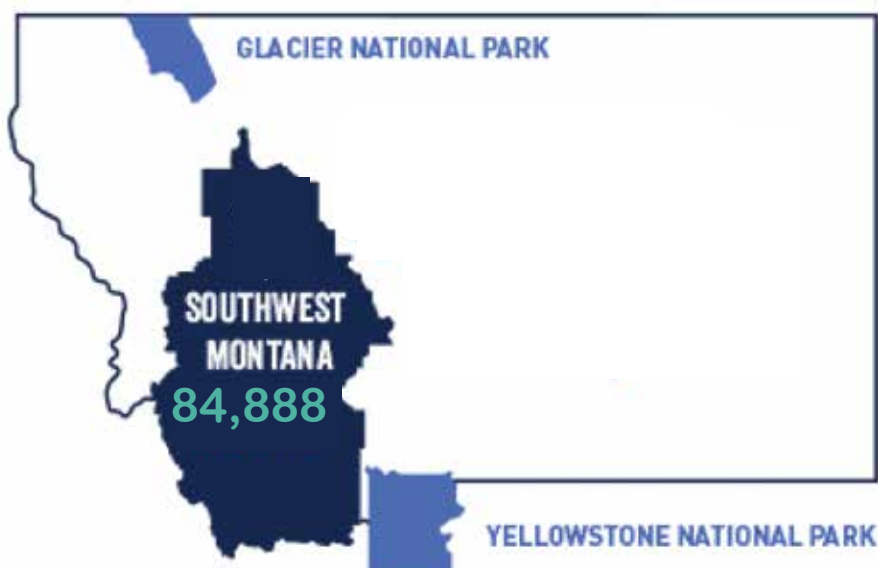 GLACIER NATIONAL PARK
SOUTHWEST
MONTANA
84,888
YELLOWSTONE NATIONAL PARK